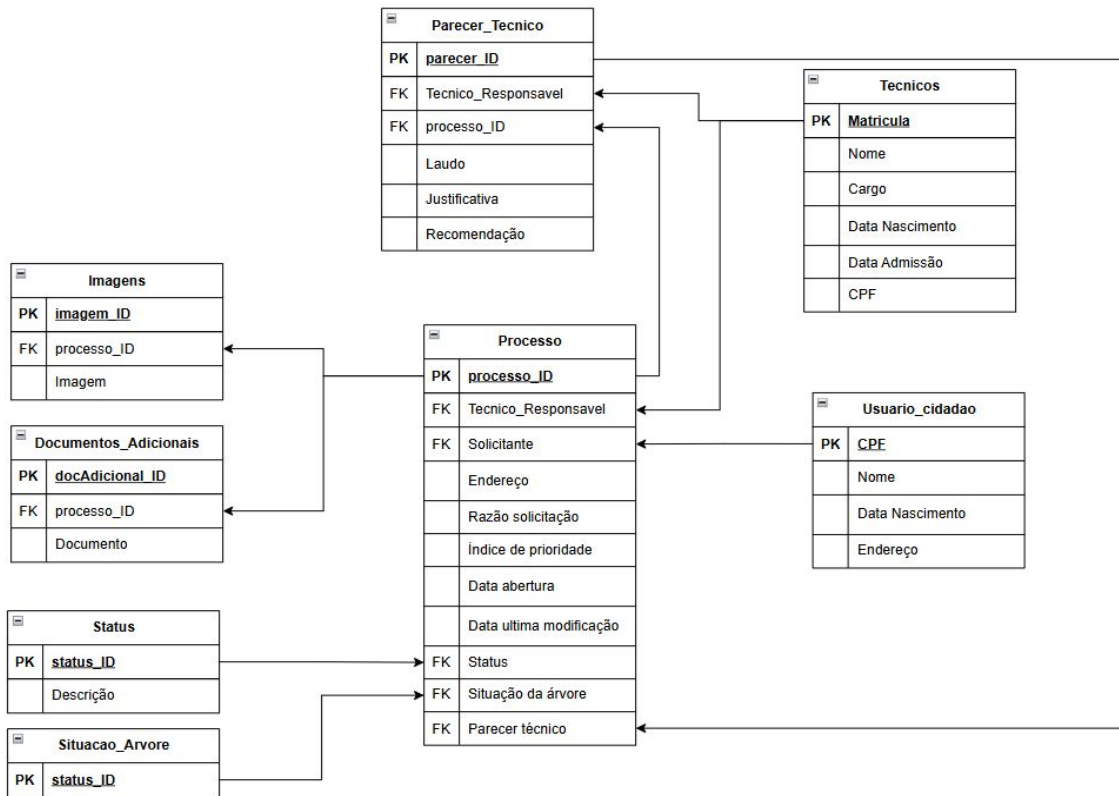 Parecer_Tecnico
PK parecer_ID
FK Tecnico_Responsavel
FK processo_ID
Laudo
Justificativa
Recomendação
Tecnicos
PK Matricula
Nome
Cargo
Data Nascimento
Data Admissão
CPF
Imagens
PK imagem_ID
FK processo_ID
Imagem
Documentos_Adicionais
PK docAdicional_ID
FK processo_ID
Documento
Processo
PK processo_ID
FK Tecnico_Responsavel
FK Solicitante
Endereço
Razão solicitação
Índice de prioridade
Data abertura
Data ultima modificação
FK Status
FK Situação da árvore
FK Parecer técnico
Usuario_cidadao
PK CPF
Nome
Data Nascimento
Endereço
Status
PK status_ID
Descrição
Situacao_Arvore
PK status_ID